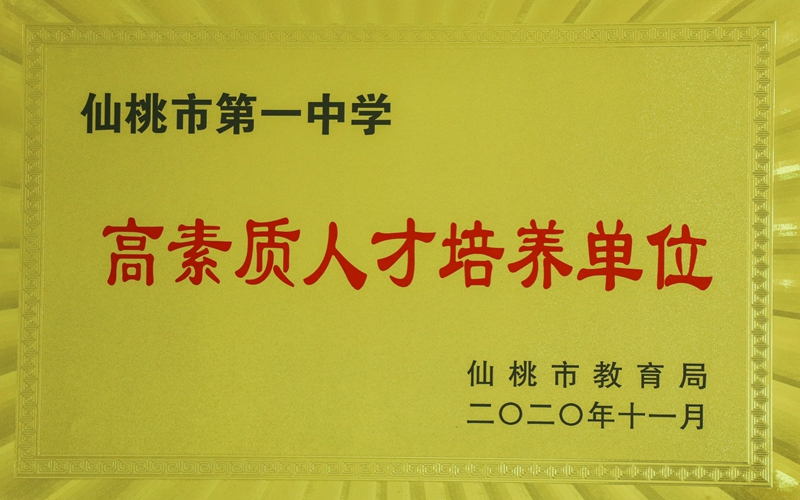 仙桃市第一中学
高素质人才培养单位
仙桃市教育局
二〇二〇年十一月